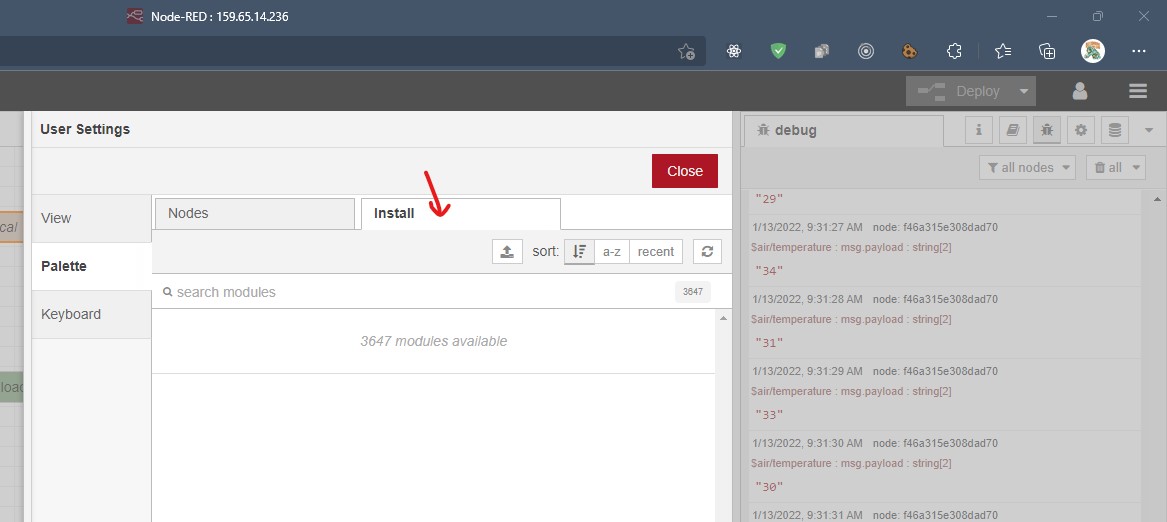 Node-RED : 159.65.14.236
Deploy
User Settings
Close
View
Palette
Keyboard
Nodes
Install
sort:
a-z
recent
search modules
3647
3647 modules available
cal
load
i
debug
all nodes
all
"29"
1/13/2022, 9:31:27 AM node: f46a315e308dad70
$air/temperature : msg.payload : string[2]
"34"
1/13/2022, 9:31:28 AM node: f46a315e308dad70
$air/temperature : msg.payload : string[2]
"31"
1/13/2022, 9:31:29 AM node: f46a315e308dad70
$air/temperature : msg.payload : string[2]
"33"
1/13/2022, 9:31:30 AM node: f46a315e308dad70
$air/temperature : msg.payload : string[2]
"30"
1/13/2022, 9:31:31 AM node: f46a315e308dad70